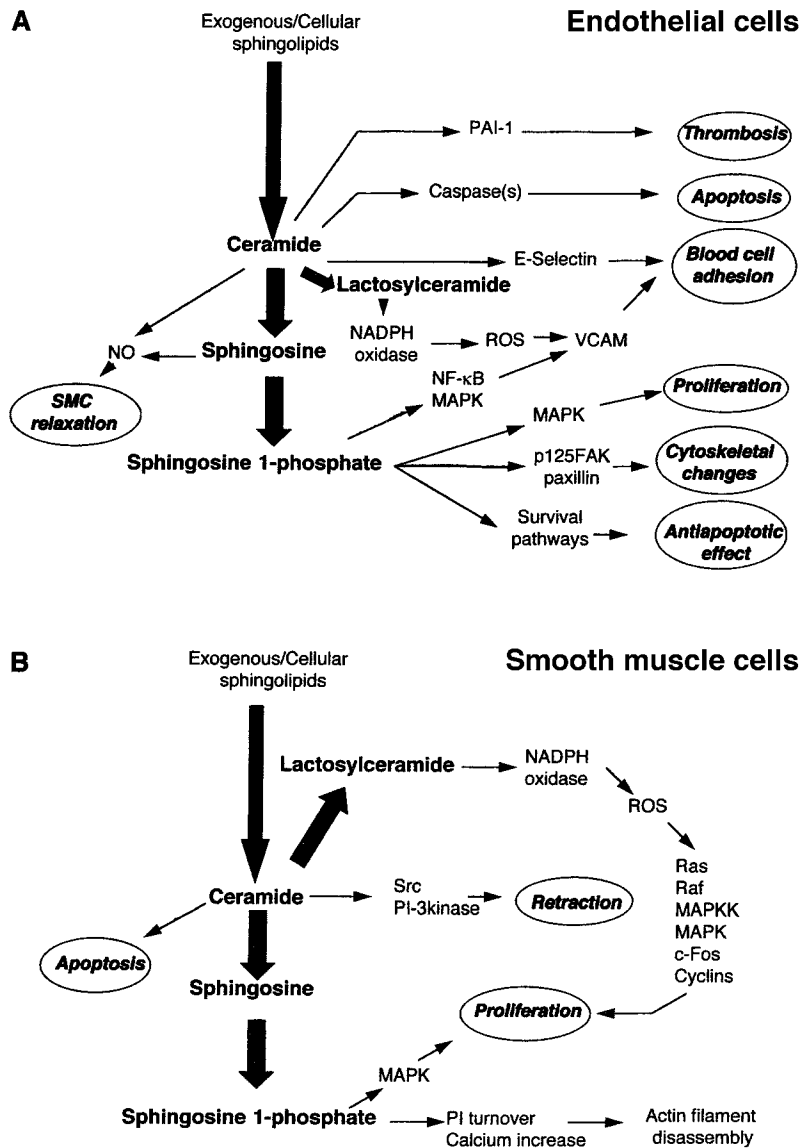 A
Endothelial cells
Exogenous/Cellular
sphingolipids
PAI-1
Thrombosis
Caspase(s)
Apoptosis
Ceramide
E-Selectin
Blood cell
adhesion
Lactosylceramide
NADPH
oxidase
ROS
VCAM
NO
Sphingosine
SMC
relaxation
NF-κB
MAPK
MAPK
Proliferation
Sphingosine 1-phosphate
p125FAK
paxillin
Cytoskeletal
changes
Survival
pathways
Antiapoptotic
effect
B
Smooth muscle cells
Exogenous/Cellular
sphingolipids
Lactosylceramide
NADPH
oxidase
ROS
Ras
Raf
MAPKK
MAPK
c-Fos
Cyclins
Ceramide
Src
PI-3kinase
Retraction
Apoptosis
Sphingosine
Proliferation
MAPK
Sphingosine 1-phosphate
PI turnover
Calcium increase
Actin filament
disassembly